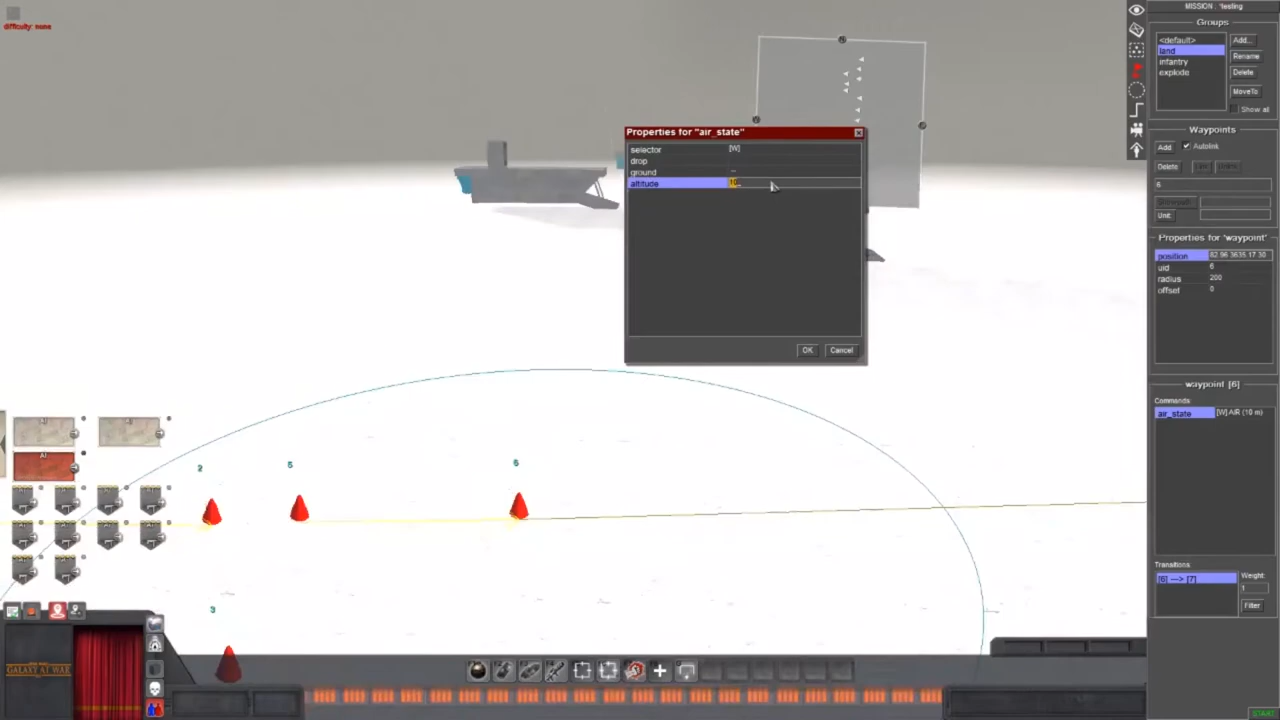 difficulty: none
MISSION : *testing
Groups
<default>
land
infantry
explode
Add...
Rename
Delete
MoveTo
Show all
Waypoints
Add
Autolink
Delete
6
Unit:
Properties for "waypoint"
position
uid 6
radius 200
offset 0
waypoint [6]
Commands:
air_state [W] AIR (10 m)
Transitions:
[6] ---> [7]
Weight:
1
Filter
START
Properties for "air_state"
selector [W]
drop
ground --
altitude 10
OK
Cancel
2
5
6
3
GALAXY AT WAR